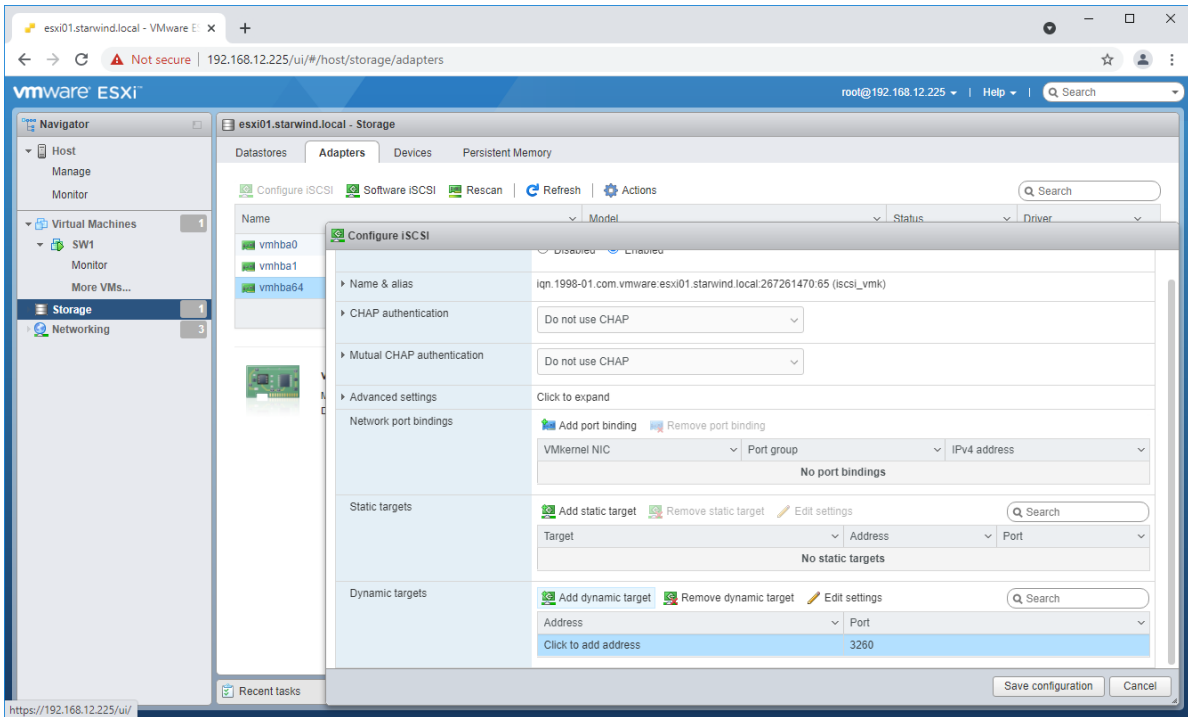 esxi01.starwind.local - VMware E
Not secure | 192.168.12.225/ui/#/host/storage/adapters
vmware ESXi™
root@192.168.12.225 | Help | Search
Navigator
esxi01.starwind.local - Storage
Host
Manage
Monitor
Virtual Machines 1
SW1
Monitor
More VMs...
Storage 1
Networking 3
Datastores Adapters Devices Persistent Memory
Configure iSCSI Software iSCSI Rescan | Refresh | Actions Search
Name Model Status Driver
vmhba0
vmhba1
vmhba64
Configure iSCSI
Disabled Enabled
Name & alias iqn.1998-01.com.vmware:esxi01.starwind.local:267261470:65 (iscsi_vmk)
CHAP authentication Do not use CHAP
Mutual CHAP authentication Do not use CHAP
Advanced settings Click to expand
Network port bindings Add port binding Remove port binding
VMkernel NIC Port group IPv4 address
No port bindings
Static targets Add static target Remove static target Edit settings Search
Target Address Port
No static targets
Dynamic targets Add dynamic target Remove dynamic target Edit settings Search
Address Port
Click to add address 3260
Save configuration Cancel
Recent tasks
https://192.168.12.225/ui/